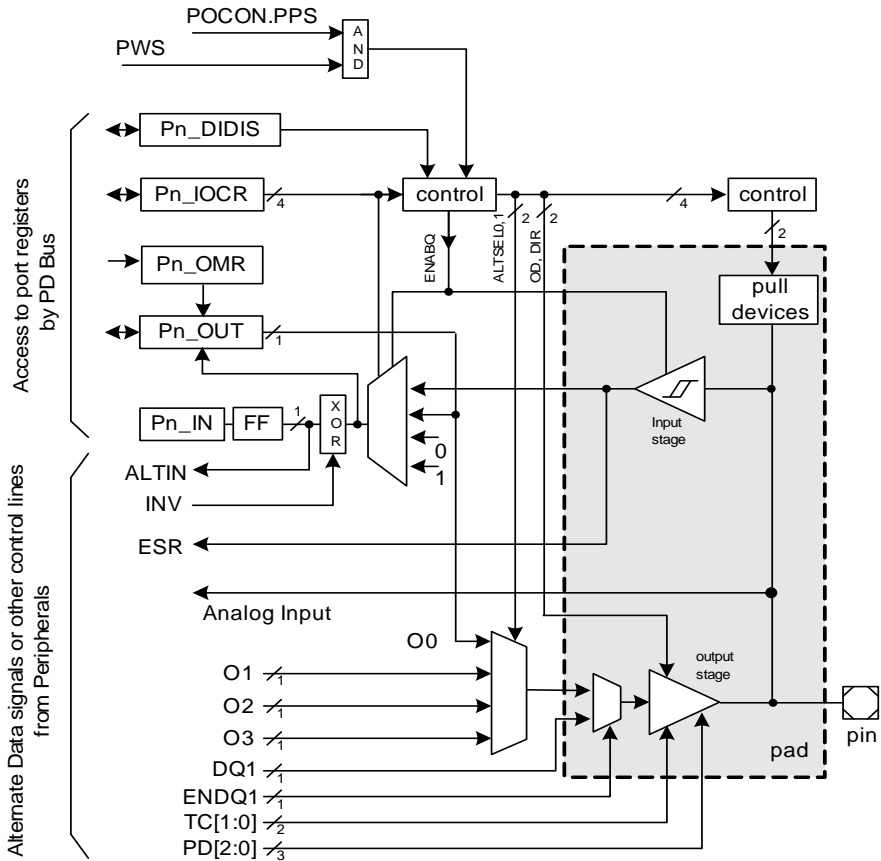 POCON.PPS
PWS
AND
Access to port registers
by PD Bus
Pn_DIDIS
Pn_IOCR
4
control
2
2
4
control
2
ENABQ
ALTSEL0,1
OD, DIR
Pn_OMR
pull
devices
Pn_OUT
1
Pn_IN
FF
1
XOR
0
1
Input
stage
ALTIN
INV
ESR
Analog Input
Alternate Data signals or other control lines
from Peripherals
O0
O1
1
O2
1
O3
1
DQ1
1
ENDQ1
1
TC[1:0]
2
PD[2:0]
3
output
stage
pad
pin